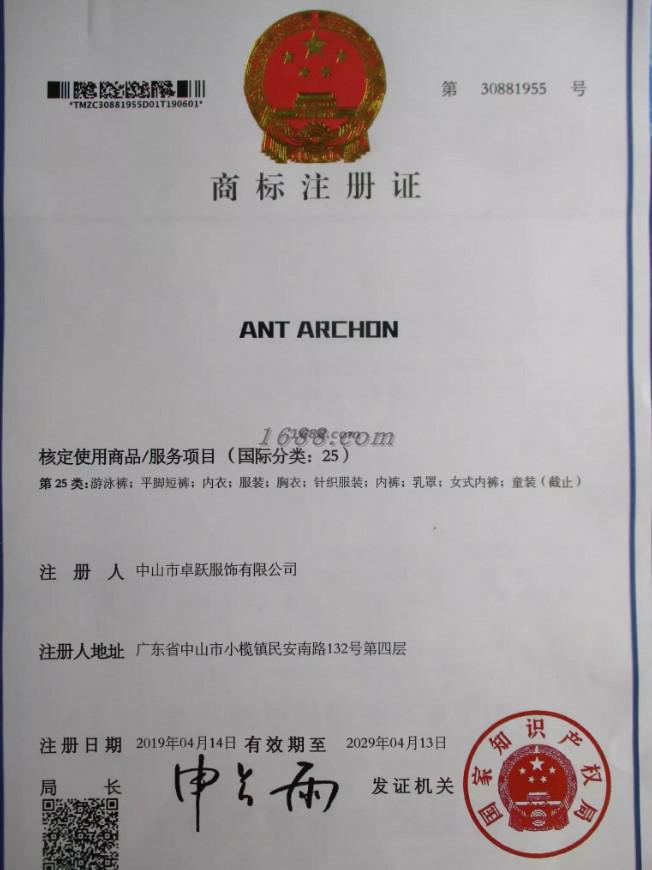 第 30881955 号
*TMZC30881955D01T190601*
商标注册证
ANT ARCHON
1688.com
核定使用商品/服务项目（国际分类：25）
第 25 类：游泳裤；平脚短裤；内衣；服装；胸衣；针织服装；内裤；乳罩；女式内裤；童装（截止）
注册人 中山市卓跃服饰有限公司
注册人地址 广东省中山市小榄镇民安南路132号第四层
注册日期 2019年04月14日 有效期至 2029年04月13日
局长 申长雨 发证机关
国家知识产权局